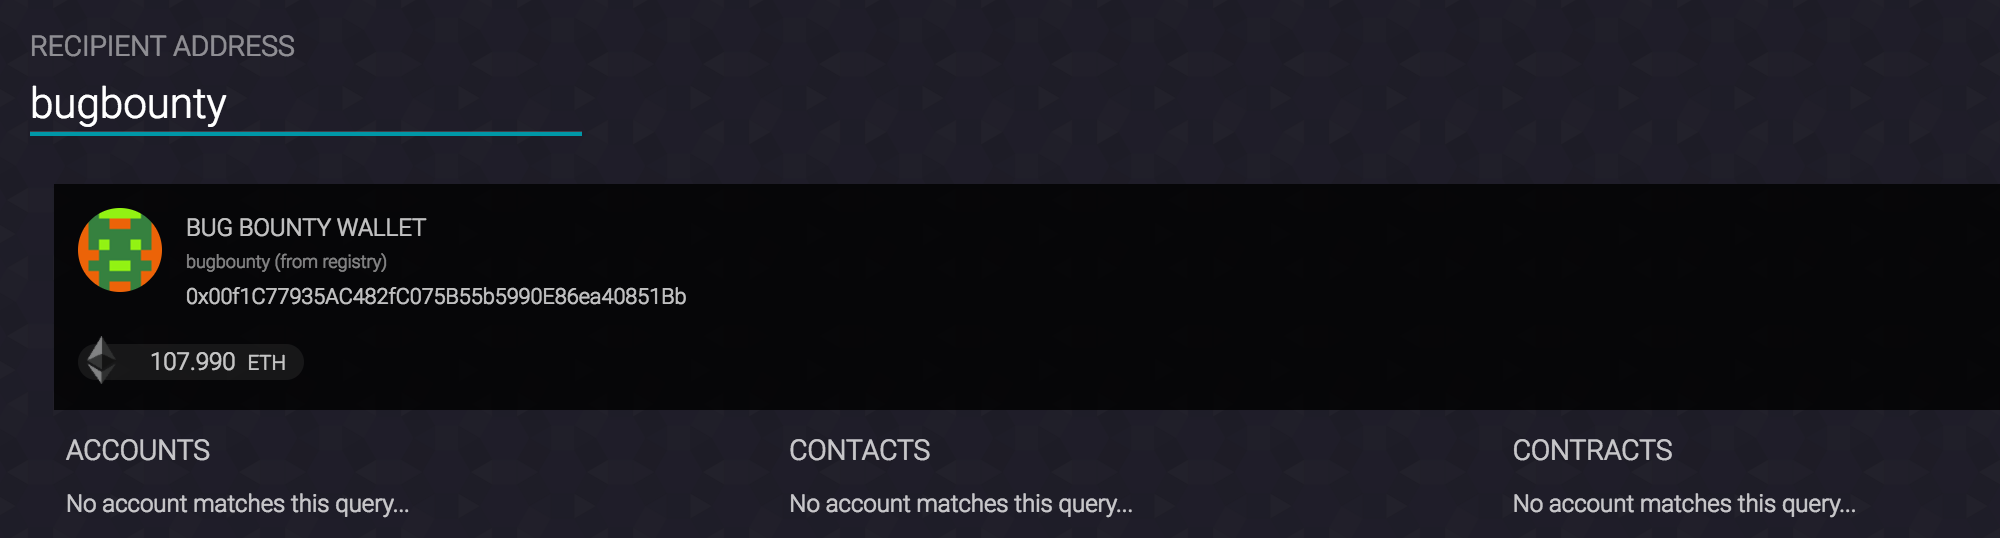 RECIPIENT ADDRESS
bugbounty
BUG BOUNTY WALLET
bugbounty (from registry)
0x00f1C77935AC482fC075B55b5990E86ea40851Bb
107.990 ETH
ACCOUNTS
No account matches this query...
CONTACTS
No account matches this query...
CONTRACTS
No account matches this query...